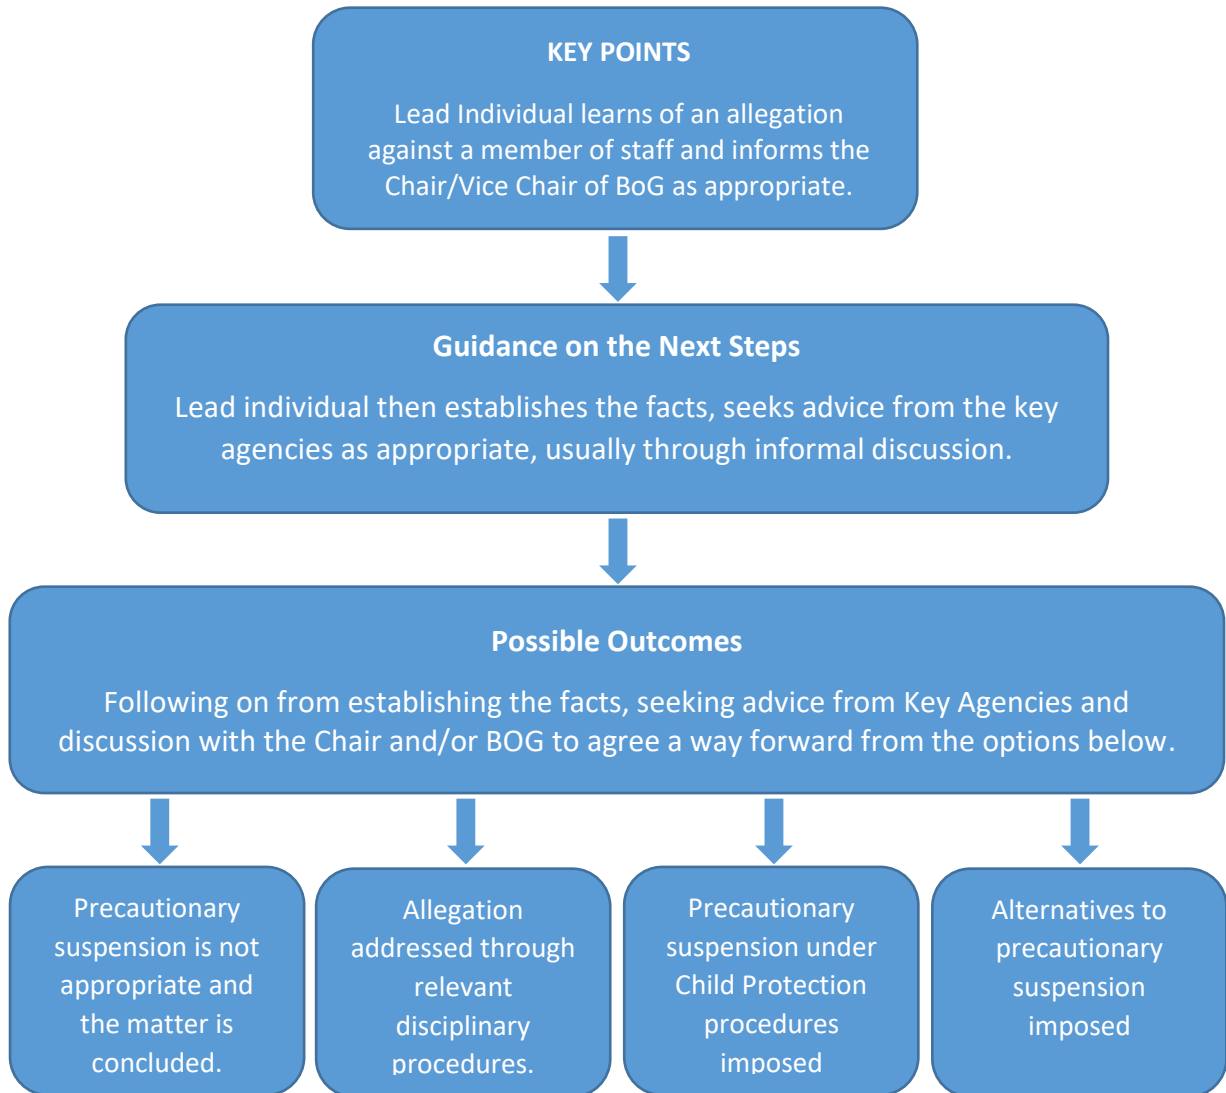 KEY POINTS
Lead Individual learns of an allegation
against a member of staff and informs the
Chair/Vice Chair of BoG as appropriate.
Guidance on the Next Steps
Lead individual then establishes the facts, seeks advice from the key
agencies as appropriate, usually through informal discussion.
Possible Outcomes
Following on from establishing the facts, seeking advice from Key Agencies and
discussion with the Chair and/or BOG to agree a way forward from the options below.
Precautionary
suspension is not
appropriate and
the matter is
concluded.
Allegation
addressed through
relevant
disciplinary
procedures.
Precautionary
suspension under
Child Protection
procedures
imposed
Alternatives to
precautionary
suspension
imposed